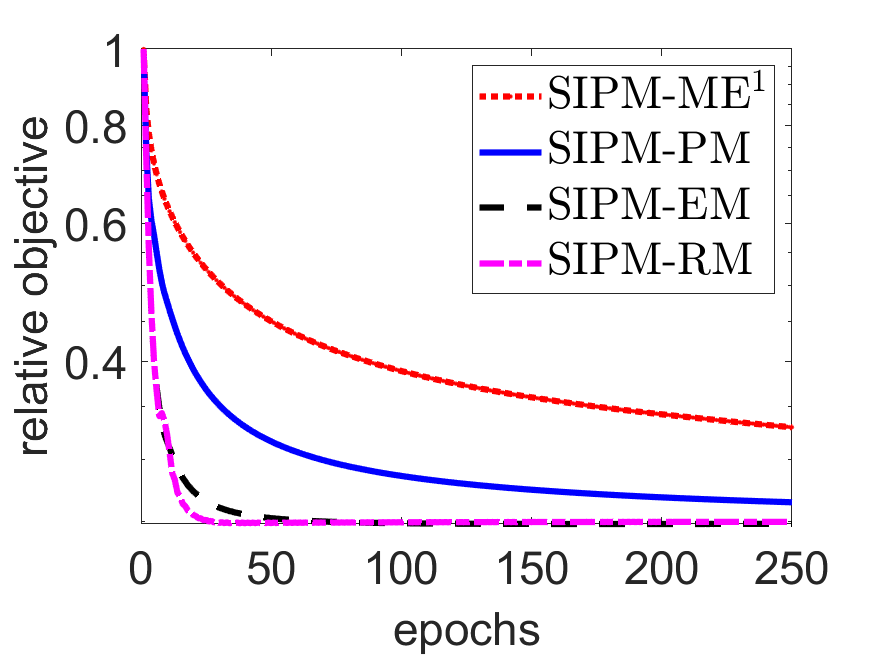 relative objective
1
0.8
0.6
0.4
SIPM-ME¹
SIPM-PM
SIPM-EM
SIPM-RM
0 50 100 150 200 250
epochs